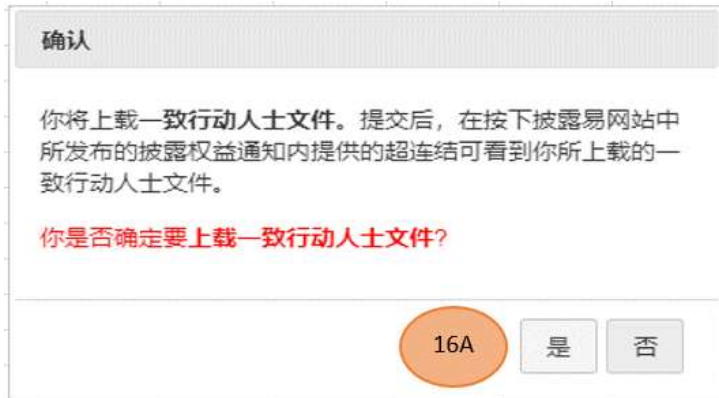 确认
你将上载一致行动人士文件。提交后，在按下披露易网站中
所发布的披露权益通知内提供的超连结可看到你所上载的一
致行动人士文件。
你是否确定要上载一致行动人士文件?
16A 是 否